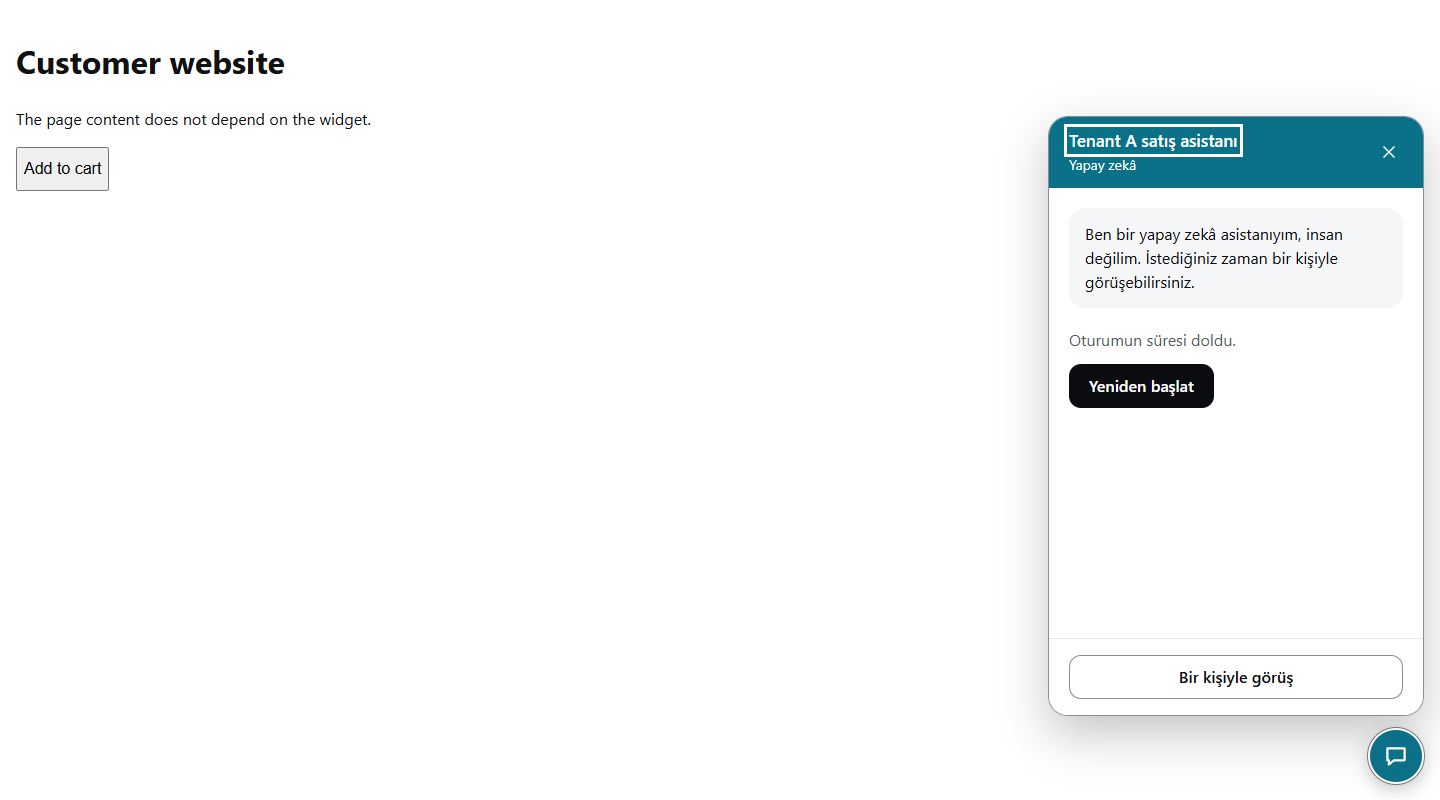 Customer website
The page content does not depend on the widget.
Add to cart
Tenant A satış asistanı
Yapay zekâ
Ben bir yapay zekâ asistanıyım, insan
değilim. İstediğiniz zaman bir kişiyle
görüşebilirsiniz.
Oturumun süresi doldu.
Yeniden başlat
Bir kişiyle görüş